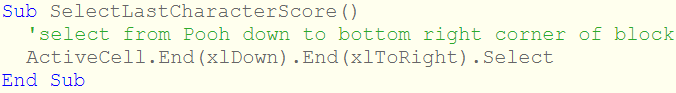 Sub SelectLastCharacterScore()
'select from Pooh down to bottom right corner of block
ActiveCell.End(xlDown).End(xlToRight).Select
End Sub